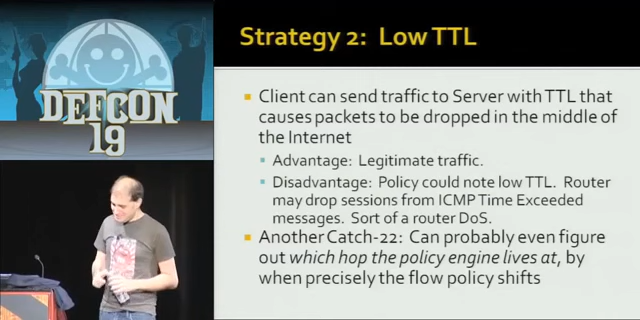 DEFCON
19
Strategy 2: Low TTL
Client can send traffic to Server with TTL that
causes packets to be dropped in the middle of
the Internet
Advantage: Legitimate traffic.
Disadvantage: Policy could note low TTL. Router
may drop sessions from ICMP Time Exceeded
messages. Sort of a router DoS.
Another Catch-22: Can probably even figure
out which hop the policy engine lives at, by
when precisely the flow policy shifts